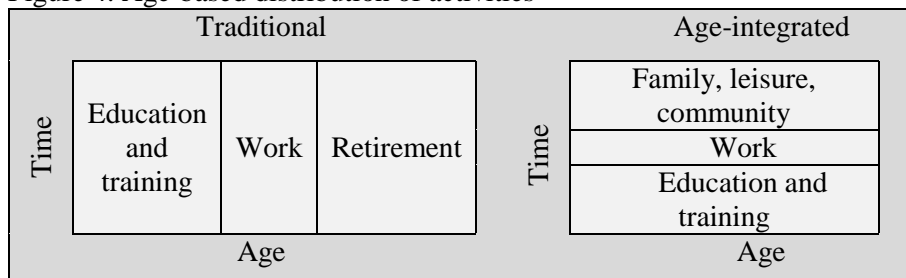 Figure 4. Age-based distribution of activities
Traditional
Time
Education
and
training
Work
Retirement
Age
Age-integrated
Time
Family, leisure,
community
Work
Education and
training
Age